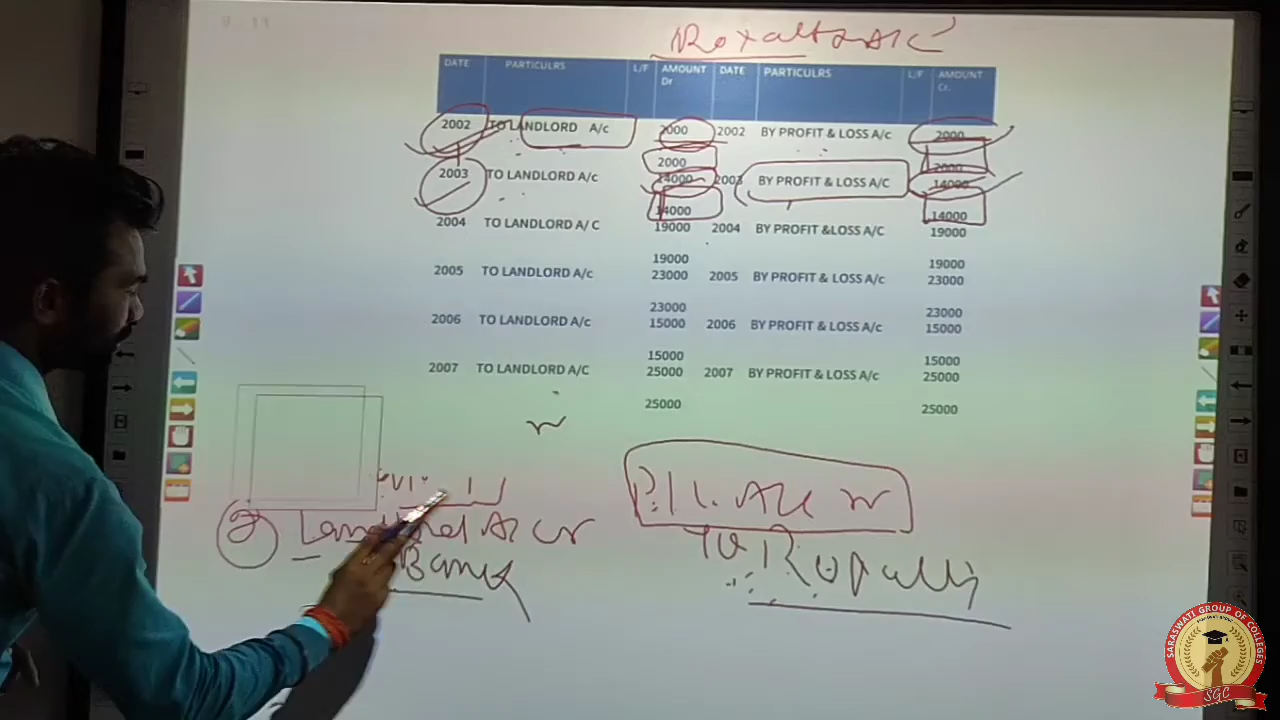 Royalty A/C
DATE PARTICULRS L/F AMOUNT Dr DATE PARTICULRS L/F AMOUNT Cr.
2002 TO LANDLORD A/c 2000 2002 BY PROFIT & LOSS A/c 2000
2000 2000
2003 TO LANDLORD A/c 14000 2003 BY PROFIT & LOSS A/C 14000
14000 14000
2004 TO LANDLORD A/ C 19000 2004 BY PROFIT &LOSS A/C 19000
19000 19000
2005 TO LANDLORD A/c 23000 2005 BY PROFIT & LOSS A/c 23000
23000 23000
2006 TO LANDLORD A/c 15000 2006 BY PROFIT & LOSS A/c 15000
15000 15000
2007 TO LANDLORD A/C 25000 2007 BY PROFIT & LOSS A/C 25000
25000 25000
P.IL. A/C
Landlord A/C
To Royalty
Bank
SARASWATI GROUP OF COLLEGES
SGC